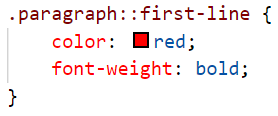 .paragraph::first-line {
    color: red;
    font-weight: bold;
}